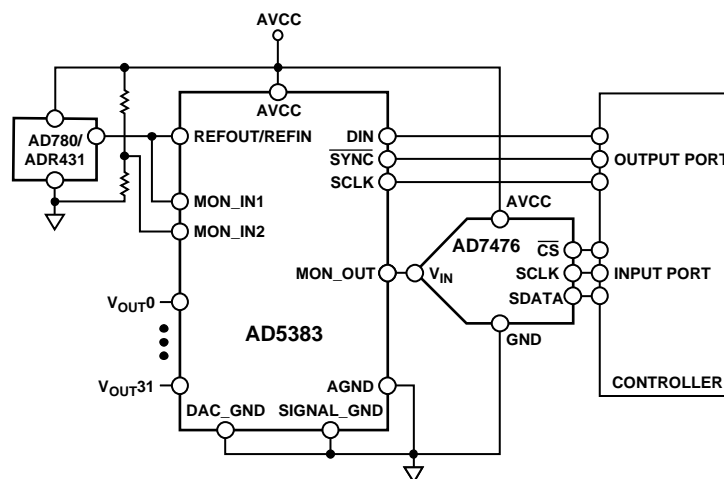 AVCC
AVCC
AD780/
ADR431
REFOUT/REFIN
DIN
SYNC
SCLK
OUTPUT PORT
MON_IN1
MON_IN2
AVCC
AD7476
CS
SCLK
SDATA
INPUT PORT
MON_OUT
VIN
VOUT0
AD5383
GND
VOUT31
AGND
CONTROLLER
DAC_GND
SIGNAL_GND